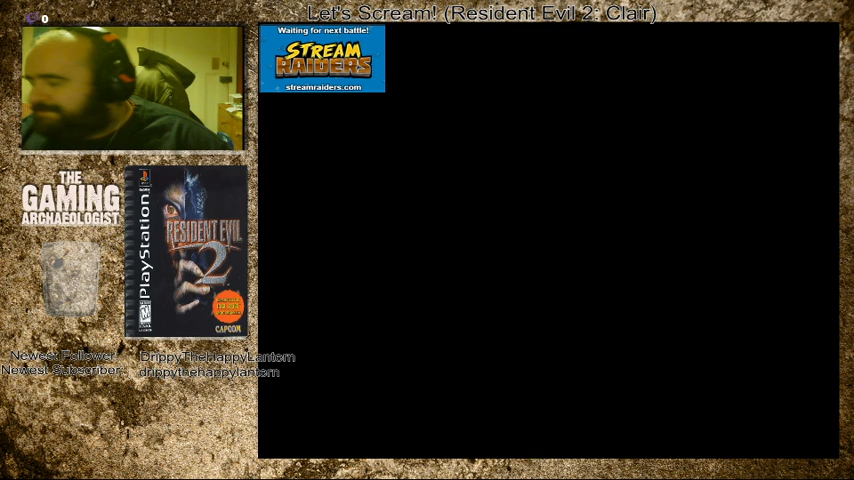 Let's Scream! (Resident Evil 2: Clair)
0
Waiting for next battle!
STREAM
RAIDERS
streamraiders.com
THE
GAMING
ARCHAEOLOGIST
PlayStation
RESIDENT EVIL
2
CAPCOM
Newest Follower: DrippyTheHappyLantern
Newest Subscriber: drippythehappylantern